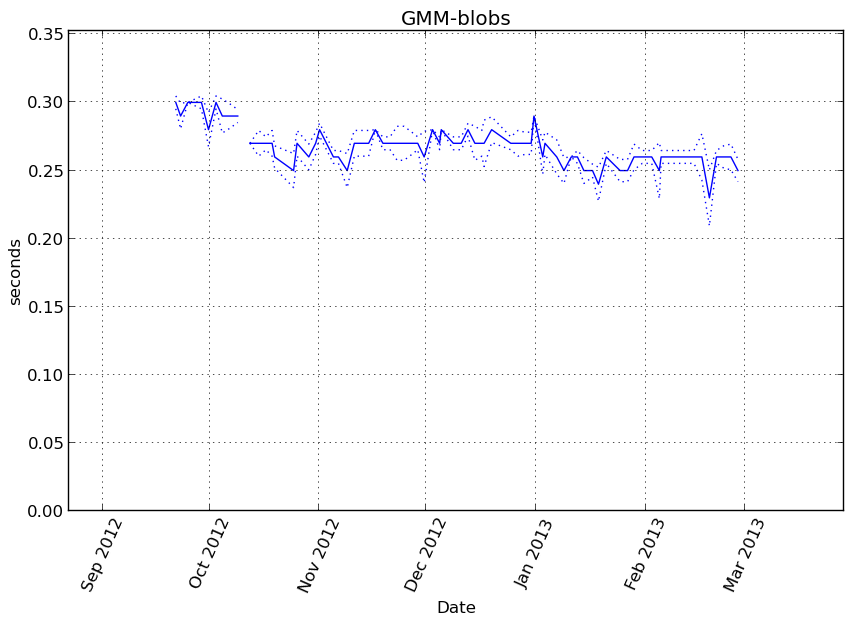 GMM-blobs
0.35
0.30
0.25
0.20
0.15
0.10
0.05
0.00
seconds
Sep 2012
Oct 2012
Nov 2012
Dec 2012
Jan 2013
Feb 2013
Mar 2013
Date